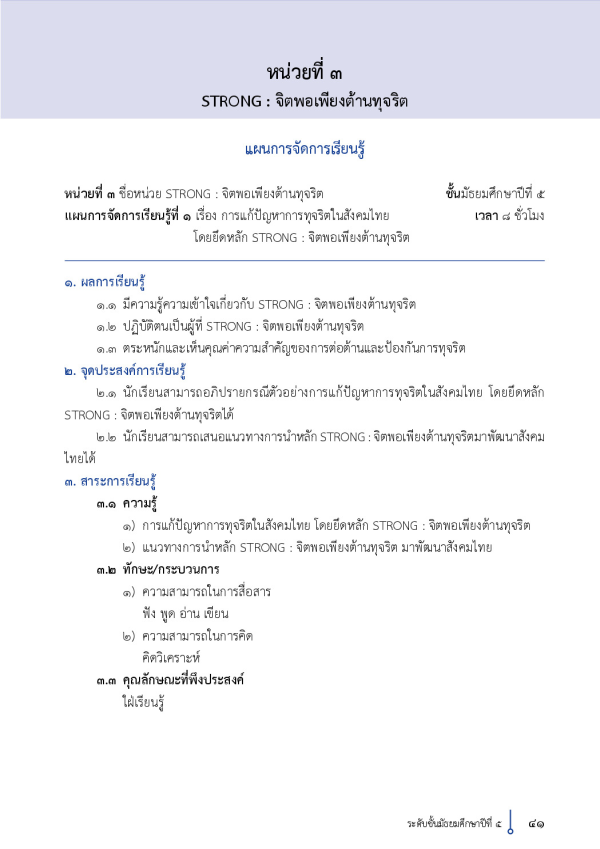 หน่วยที่ ๓
STRONG : จิตพอเพียงต้านทุจริต
แผนการจัดการเรียนรู้
หน่วยที่ ๓ ชื่อหน่วย STRONG : จิตพอเพียงต้านทุจริต ชั้นมัธยมศึกษาปีที่ ๕
แผนการจัดการเรียนรู้ที่ ๑ เรื่อง การแก้ปัญหาการทุจริตในสังคมไทย เวลา ๘ ชั่วโมง
โดยยึดหลัก STRONG : จิตพอเพียงต้านทุจริต
๑. ผลการเรียนรู้
๑.๑ มีความรู้ความเข้าใจเกี่ยวกับ STRONG : จิตพอเพียงต้านทุจริต
๑.๒ ปฏิบัติตนเป็นผู้ที่ STRONG : จิตพอเพียงต้านทุจริต
๑.๓ ตระหนักและเห็นคุณค่าความสำคัญของการต่อต้านและป้องกันการทุจริต
๒. จุดประสงค์การเรียนรู้
๒.๑ นักเรียนสามารถอภิปรายกรณีตัวอย่างการแก้ปัญหาการทุจริตในสังคมไทย โดยยึดหลัก
STRONG : จิตพอเพียงต้านทุจริตได้
๒.๒ นักเรียนสามารถเสนอแนวทางการนำหลัก STRONG : จิตพอเพียงต้านทุจริตมาพัฒนาสังคม
ไทยได้
๓. สาระการเรียนรู้
๓.๑ ความรู้
๑) การแก้ปัญหาการทุจริตในสังคมไทย โดยยึดหลัก STRONG : จิตพอเพียงต้านทุจริต
๒) แนวทางการนำหลัก STRONG : จิตพอเพียงต้านทุจริต มาพัฒนาสังคมไทย
๓.๒ ทักษะ/กระบวนการ
๑) ความสามารถในการสื่อสาร
ฟัง พูด อ่าน เขียน
๒) ความสามารถในการคิด
คิดวิเคราะห์
๓.๓ คุณลักษณะที่พึงประสงค์
ใฝ่เรียนรู้
ระดับชั้นมัธยมศึกษาปีที่ ๕ ๔๑